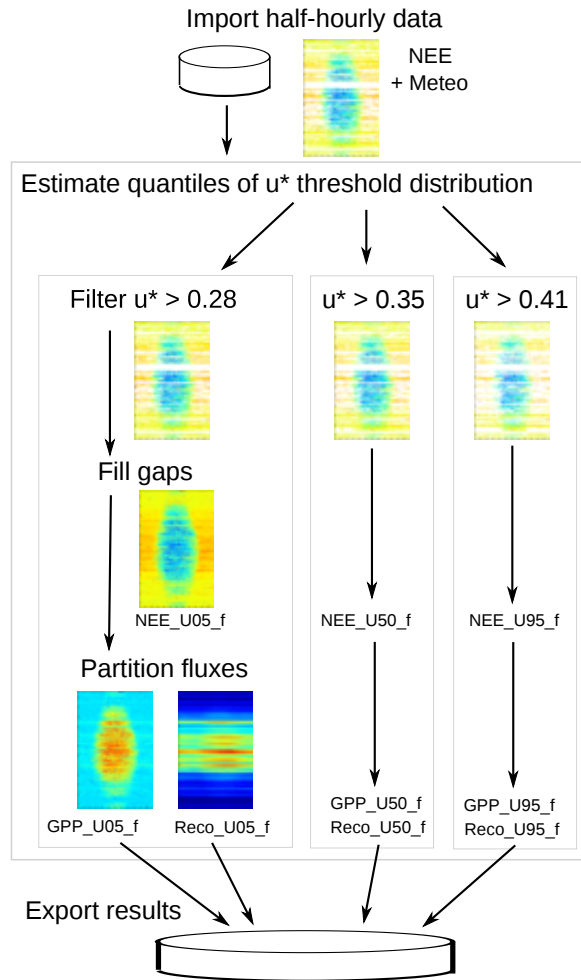 Import half-hourly data
NEE
+ Meteo
Estimate quantiles of u* threshold distribution
Filter u* > 0.28
u* > 0.35
u* > 0.41
Fill gaps
NEE_U05_f
NEE_U50_f
NEE_U95_f
Partition fluxes
GPP_U05_f
Reco_U05_f
GPP_U50_f
Reco_U50_f
GPP_U95_f
Reco_U95_f
Export results